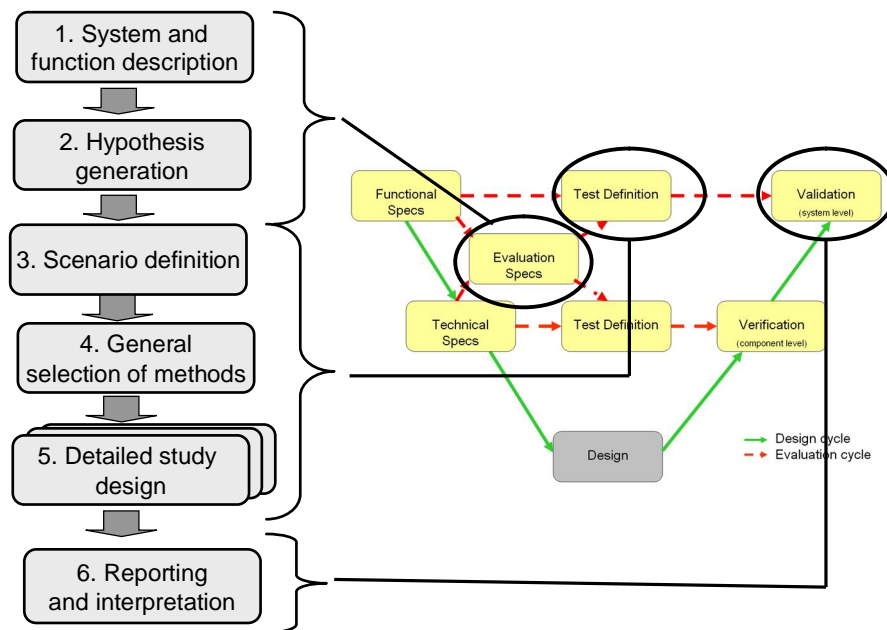 1. System and
function description
2. Hypothesis
generation
3. Scenario definition
4. General
selection of methods
5. Detailed study
design
6. Reporting
and interpretation
Functional
Specs
Test Definition
Validation
(system level)
Evaluation
Specs
Technical
Specs
Test Definition
Verification
(component level)
Design
Design cycle
Evaluation cycle